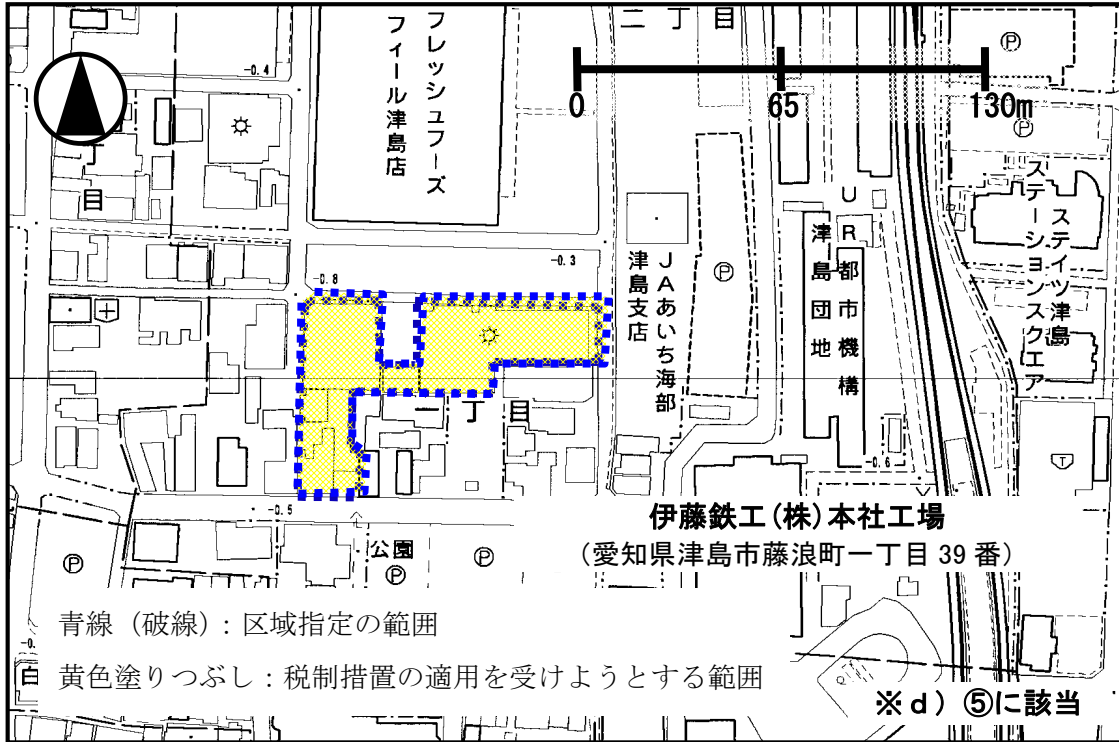 二丁目
フレッシュフーズ
フィール津島店
-0.4
丁
目
0
65
130m
Ⓟ
Ⓟ
ステイツ津島
ステーションスクエア
UR都市機構
津島団地
JAあいち海部
津島支店
Ⓟ
-0.3
-0.8
一丁目
-0.6
-0.5
公園
Ⓟ
Ⓟ
Ⓟ
伊藤鉄工(株)本社工場
(愛知県津島市藤浪町一丁目 39 番)
青線（破線）：区域指定の範囲
黄色塗りつぶし：税制措置の適用を受けようとする範囲
白
※d）⑤に該当